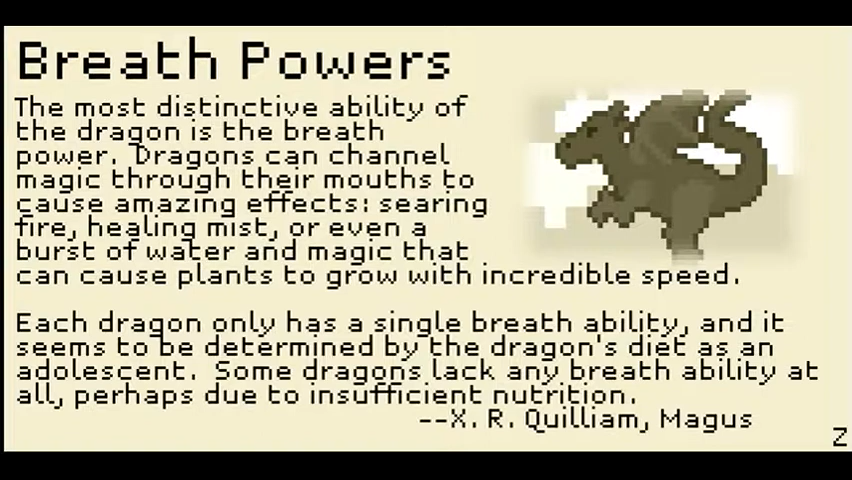 Breath Powers
The most distinctive ability of
the dragon is the breath
power. Dragons can channel
magic through their mouths to
cause amazing effects: searing
fire, healing mist, or even a
burst of water and magic that
can cause plants to grow with incredible speed.
Each dragon only has a single breath ability, and it
seems to be determined by the dragon's diet as an
adolescent. Some dragons lack any breath ability at
all, perhaps due to insufficient nutrition.
--X. R. Quilliam, Magus
Z